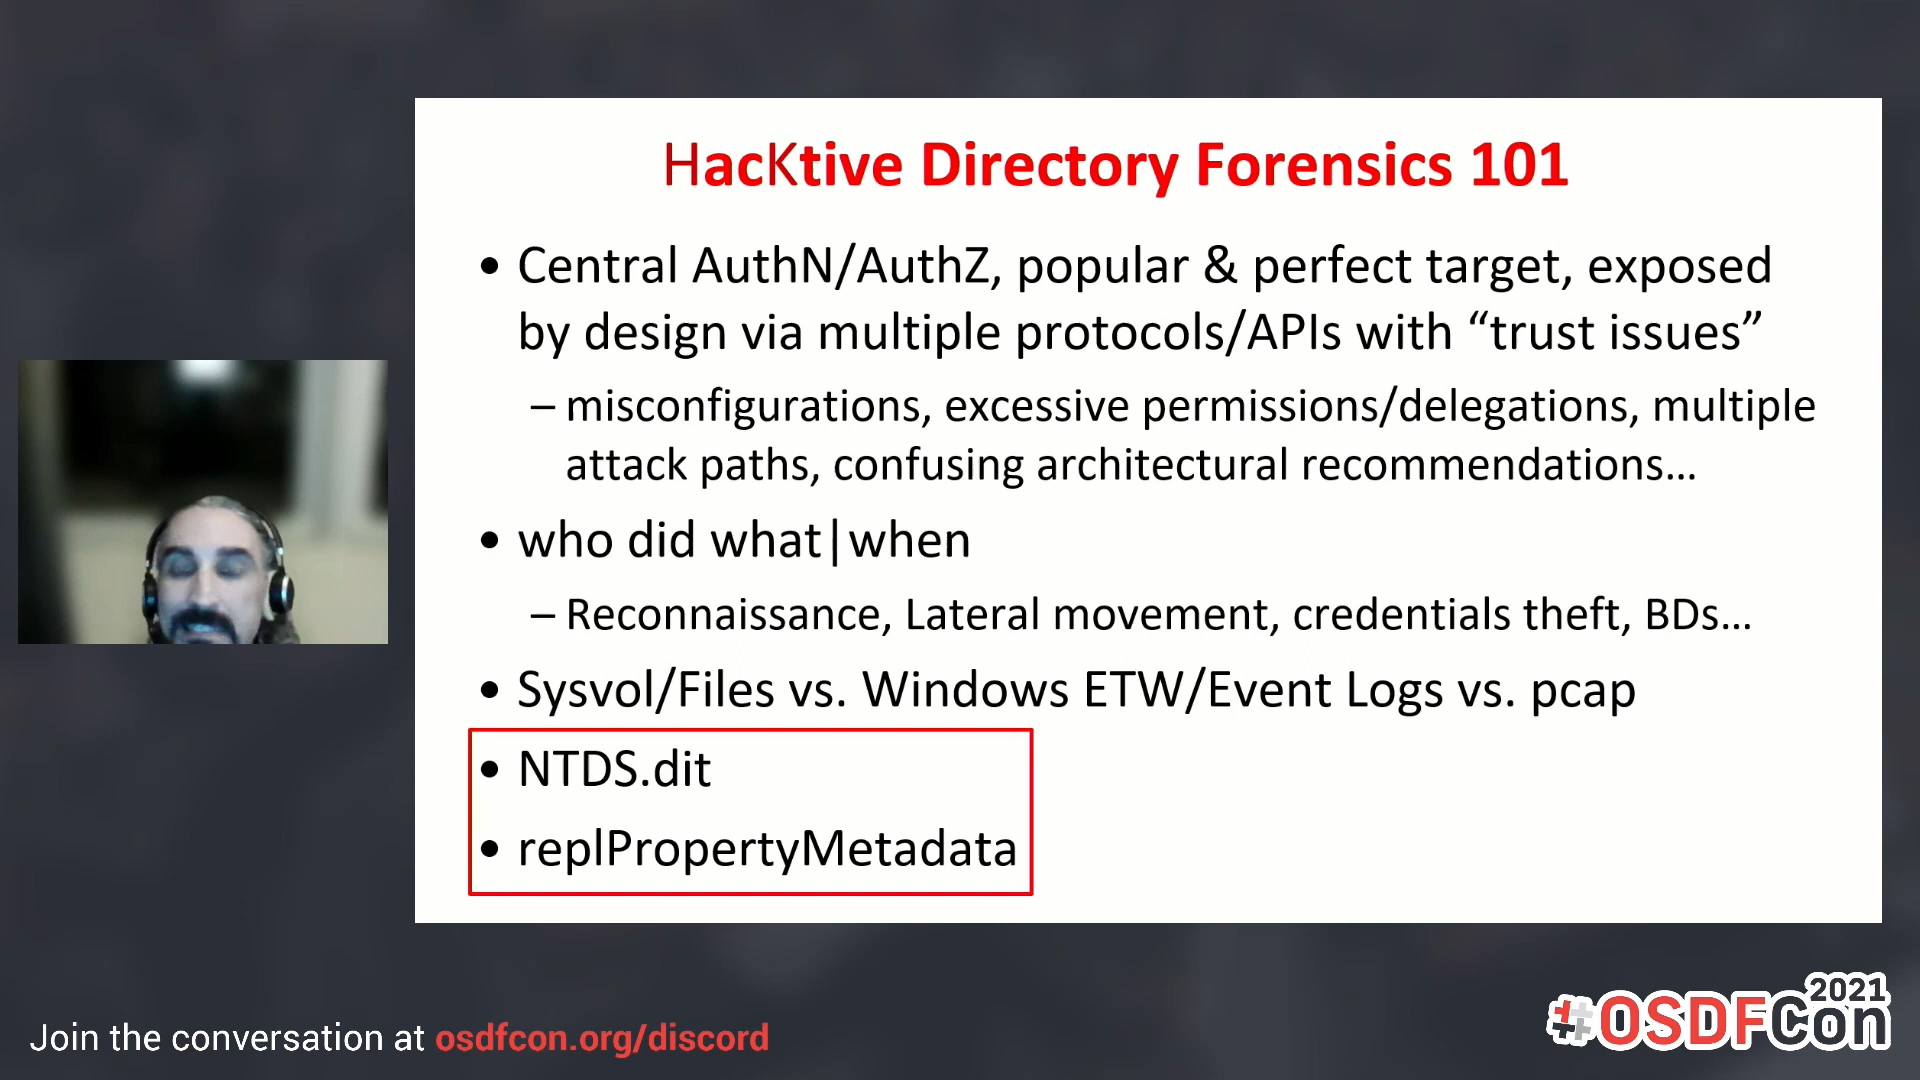 HacKtive Directory Forensics 101
• Central AuthN/AuthZ, popular & perfect target, exposed
by design via multiple protocols/APIs with “trust issues”
– misconfigurations, excessive permissions/delegations, multiple
attack paths, confusing architectural recommendations…
• who did what|when
– Reconnaissance, Lateral movement, credentials theft, BDs…
• Sysvol/Files vs. Windows ETW/Event Logs vs. pcap
• NTDS.dit
• replPropertyMetadata
Join the conversation at osdfcon.org/discord
2021
#OSDFCon